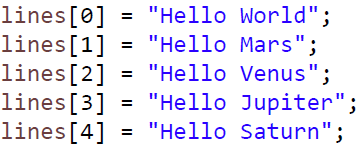 lines[0] = "Hello World";
lines[1] = "Hello Mars";
lines[2] = "Hello Venus";
lines[3] = "Hello Jupiter";
lines[4] = "Hello Saturn";